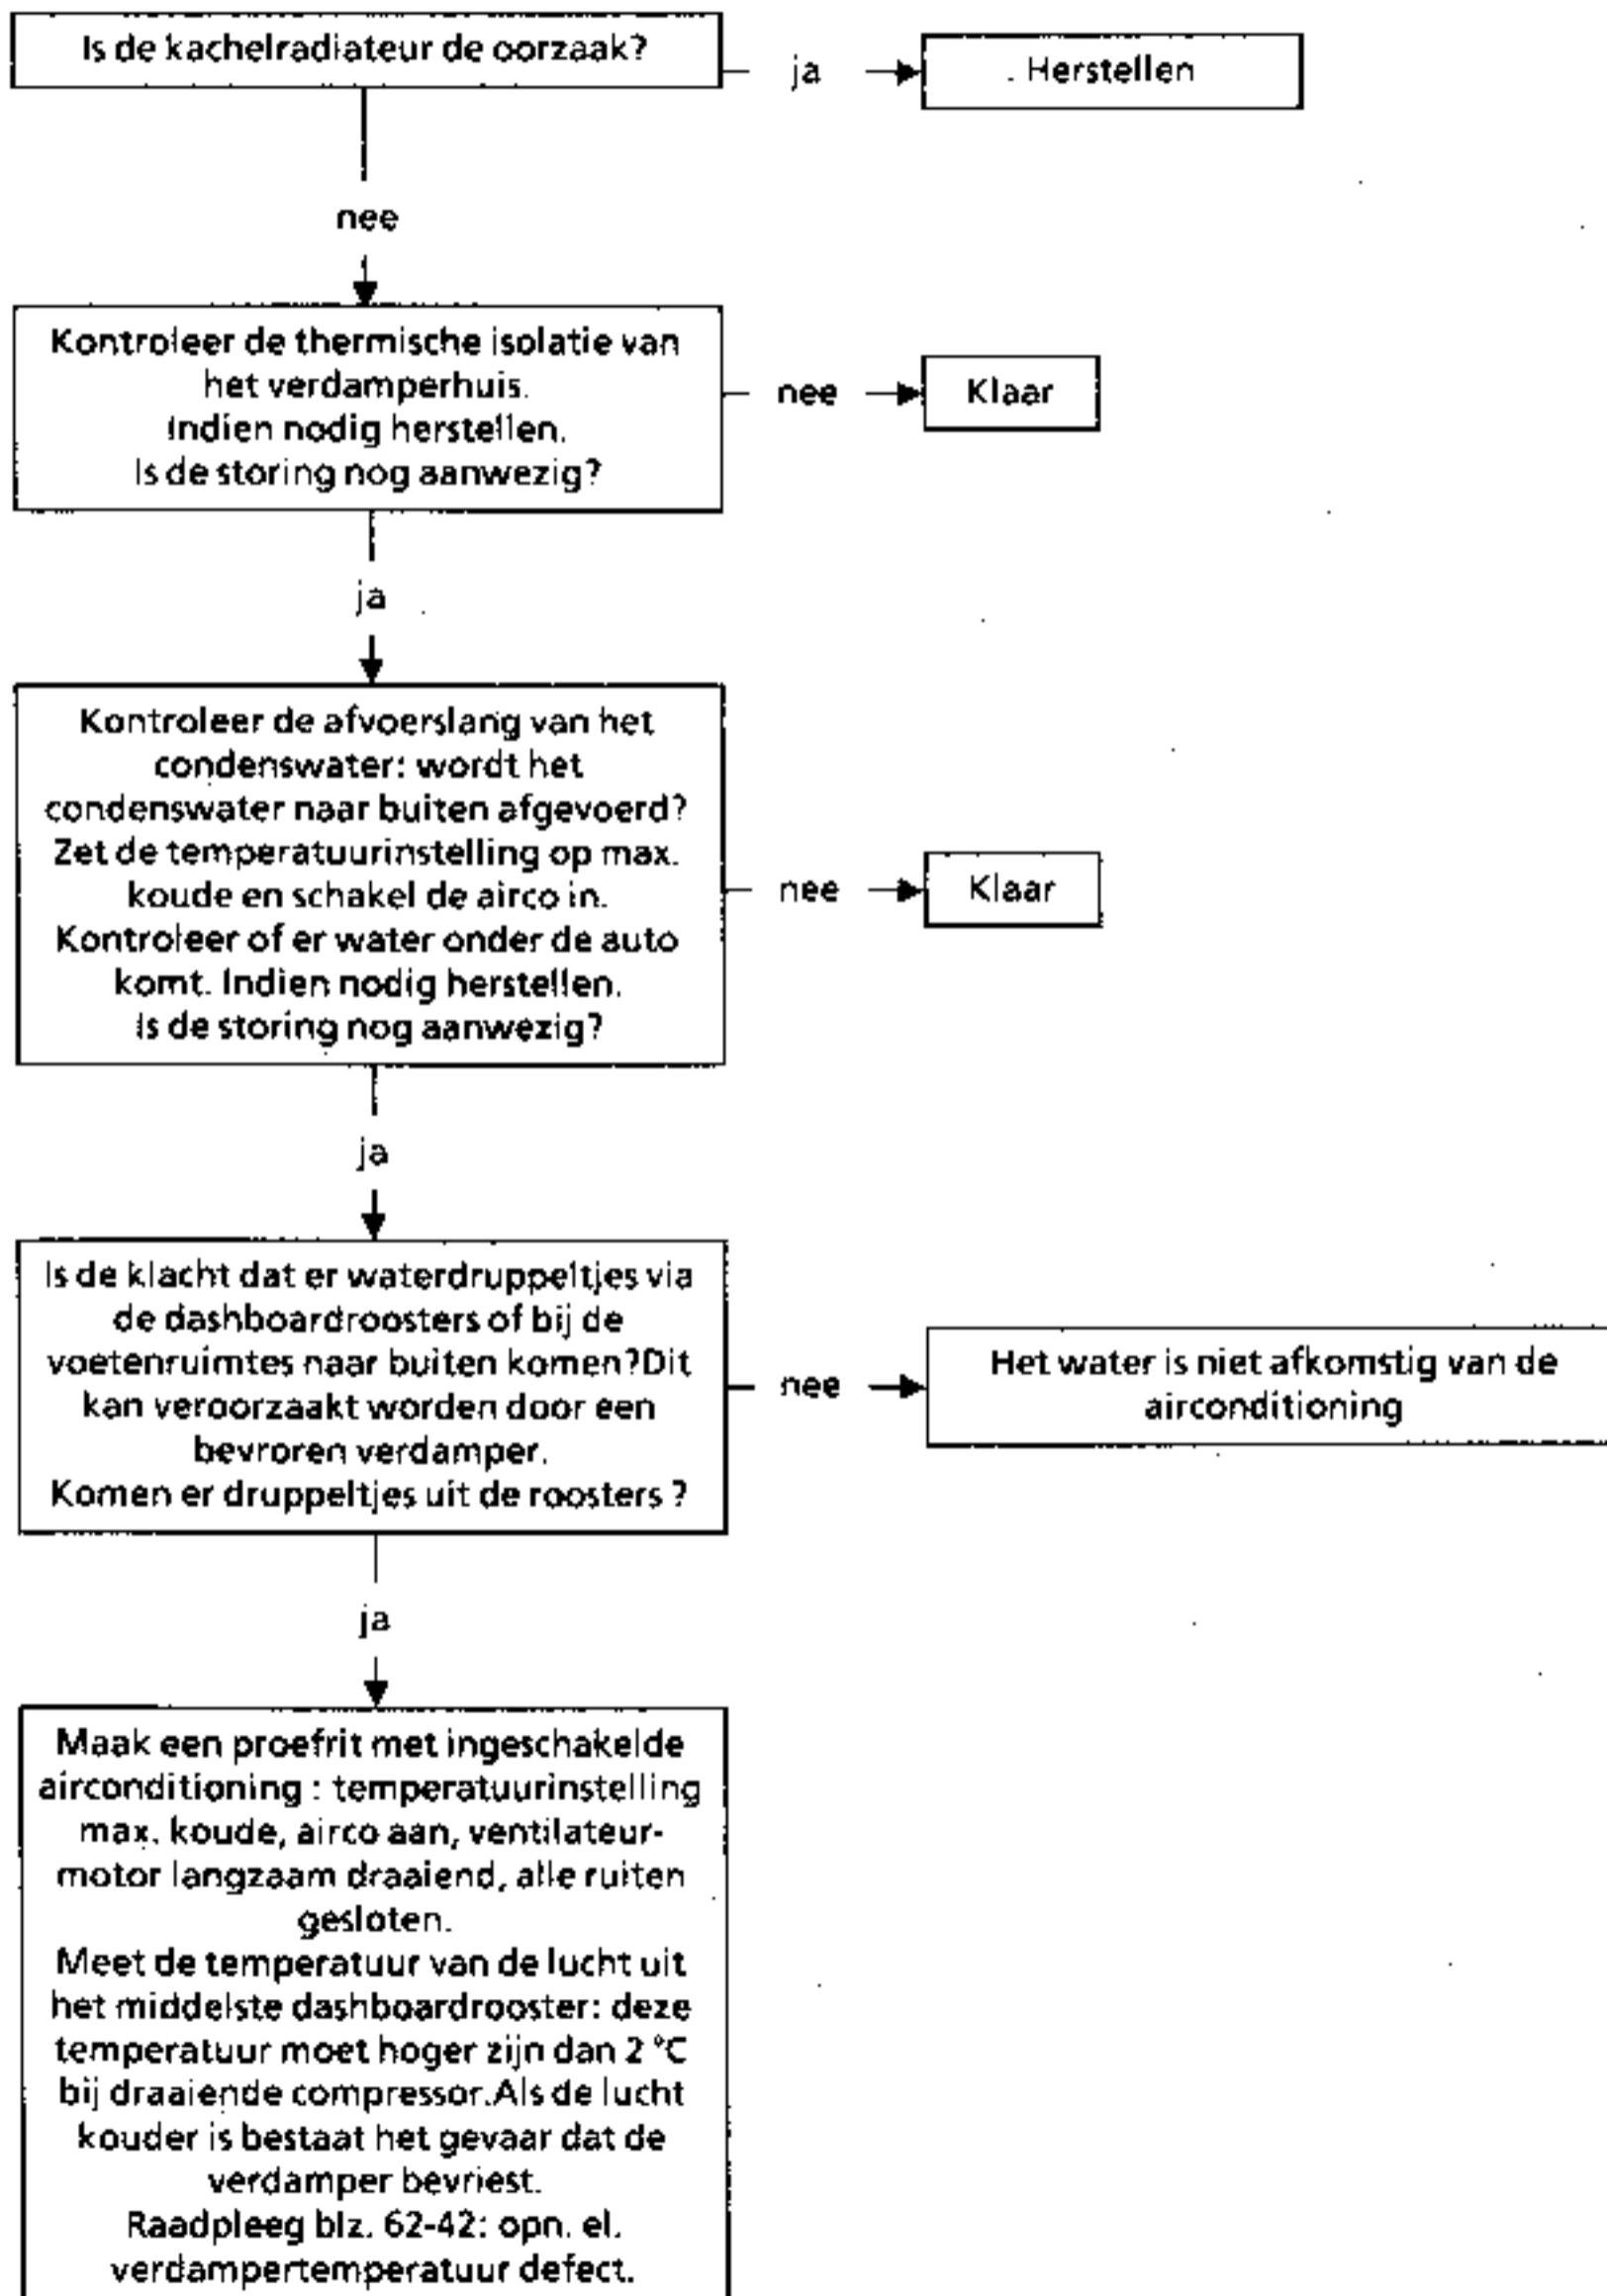 Is de kachelradiateur de oorzaak?
ja
. Herstellen
nee
Kontroleer de thermische isolatie van
het verdamperhuis.
Indien nodig herstellen.
Is de storing nog aanwezig?
nee
Klaar
ja
Kontroleer de afvoerslang van het
condenswater: wordt het
condenswater naar buiten afgevoerd?
Zet de temperatuurinstelling op max.
koude en schakel de airco in.
Kontroleer of er water onder de auto
komt. Indien nodig herstellen.
Is de storing nog aanwezig?
nee
Klaar
ja
Is de klacht dat er waterdruppeltjes via
de dashboardroosters of bij de
voetenruimtes naar buiten komen?Dit
kan veroorzaakt worden door een
bevroren verdamper.
Komen er druppeltjes uit de roosters ?
nee
Het water is niet afkomstig van de
airconditioning
ja
Maak een proefrit met ingeschakelde
airconditioning : temperatuurinstelling
max. koude, airco aan, ventilateur-
motor langzaam draaiend, alle ruiten
gesloten.
Meet de temperatuur van de lucht uit
het middelste dashboardrooster: deze
temperatuur moet hoger zijn dan 2 °C
bij draaiende compressor.Als de lucht
kouder is bestaat het gevaar dat de
verdamper bevriest.
Raadpleeg blz. 62-42: opn. el.
verdampertemperatuur defect.